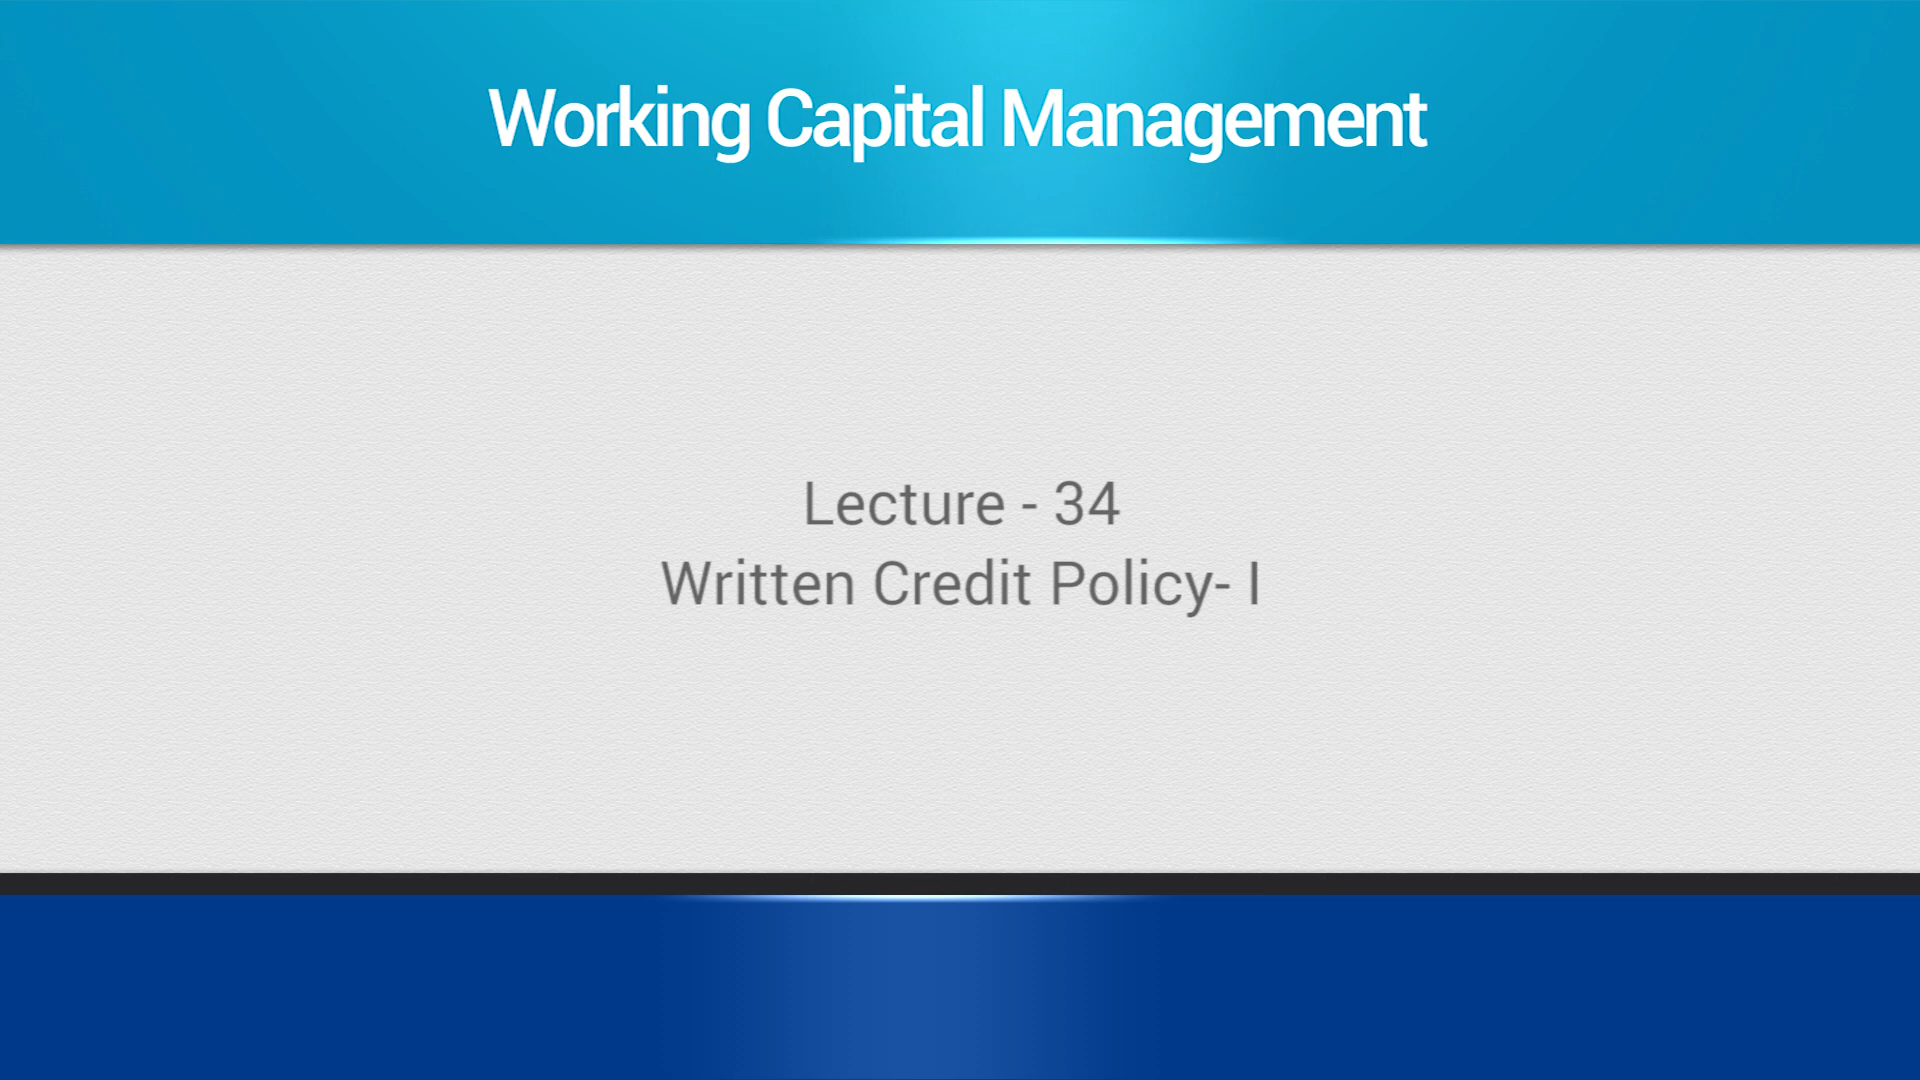 Working Capital Management
Lecture - 34
Written Credit Policy- I